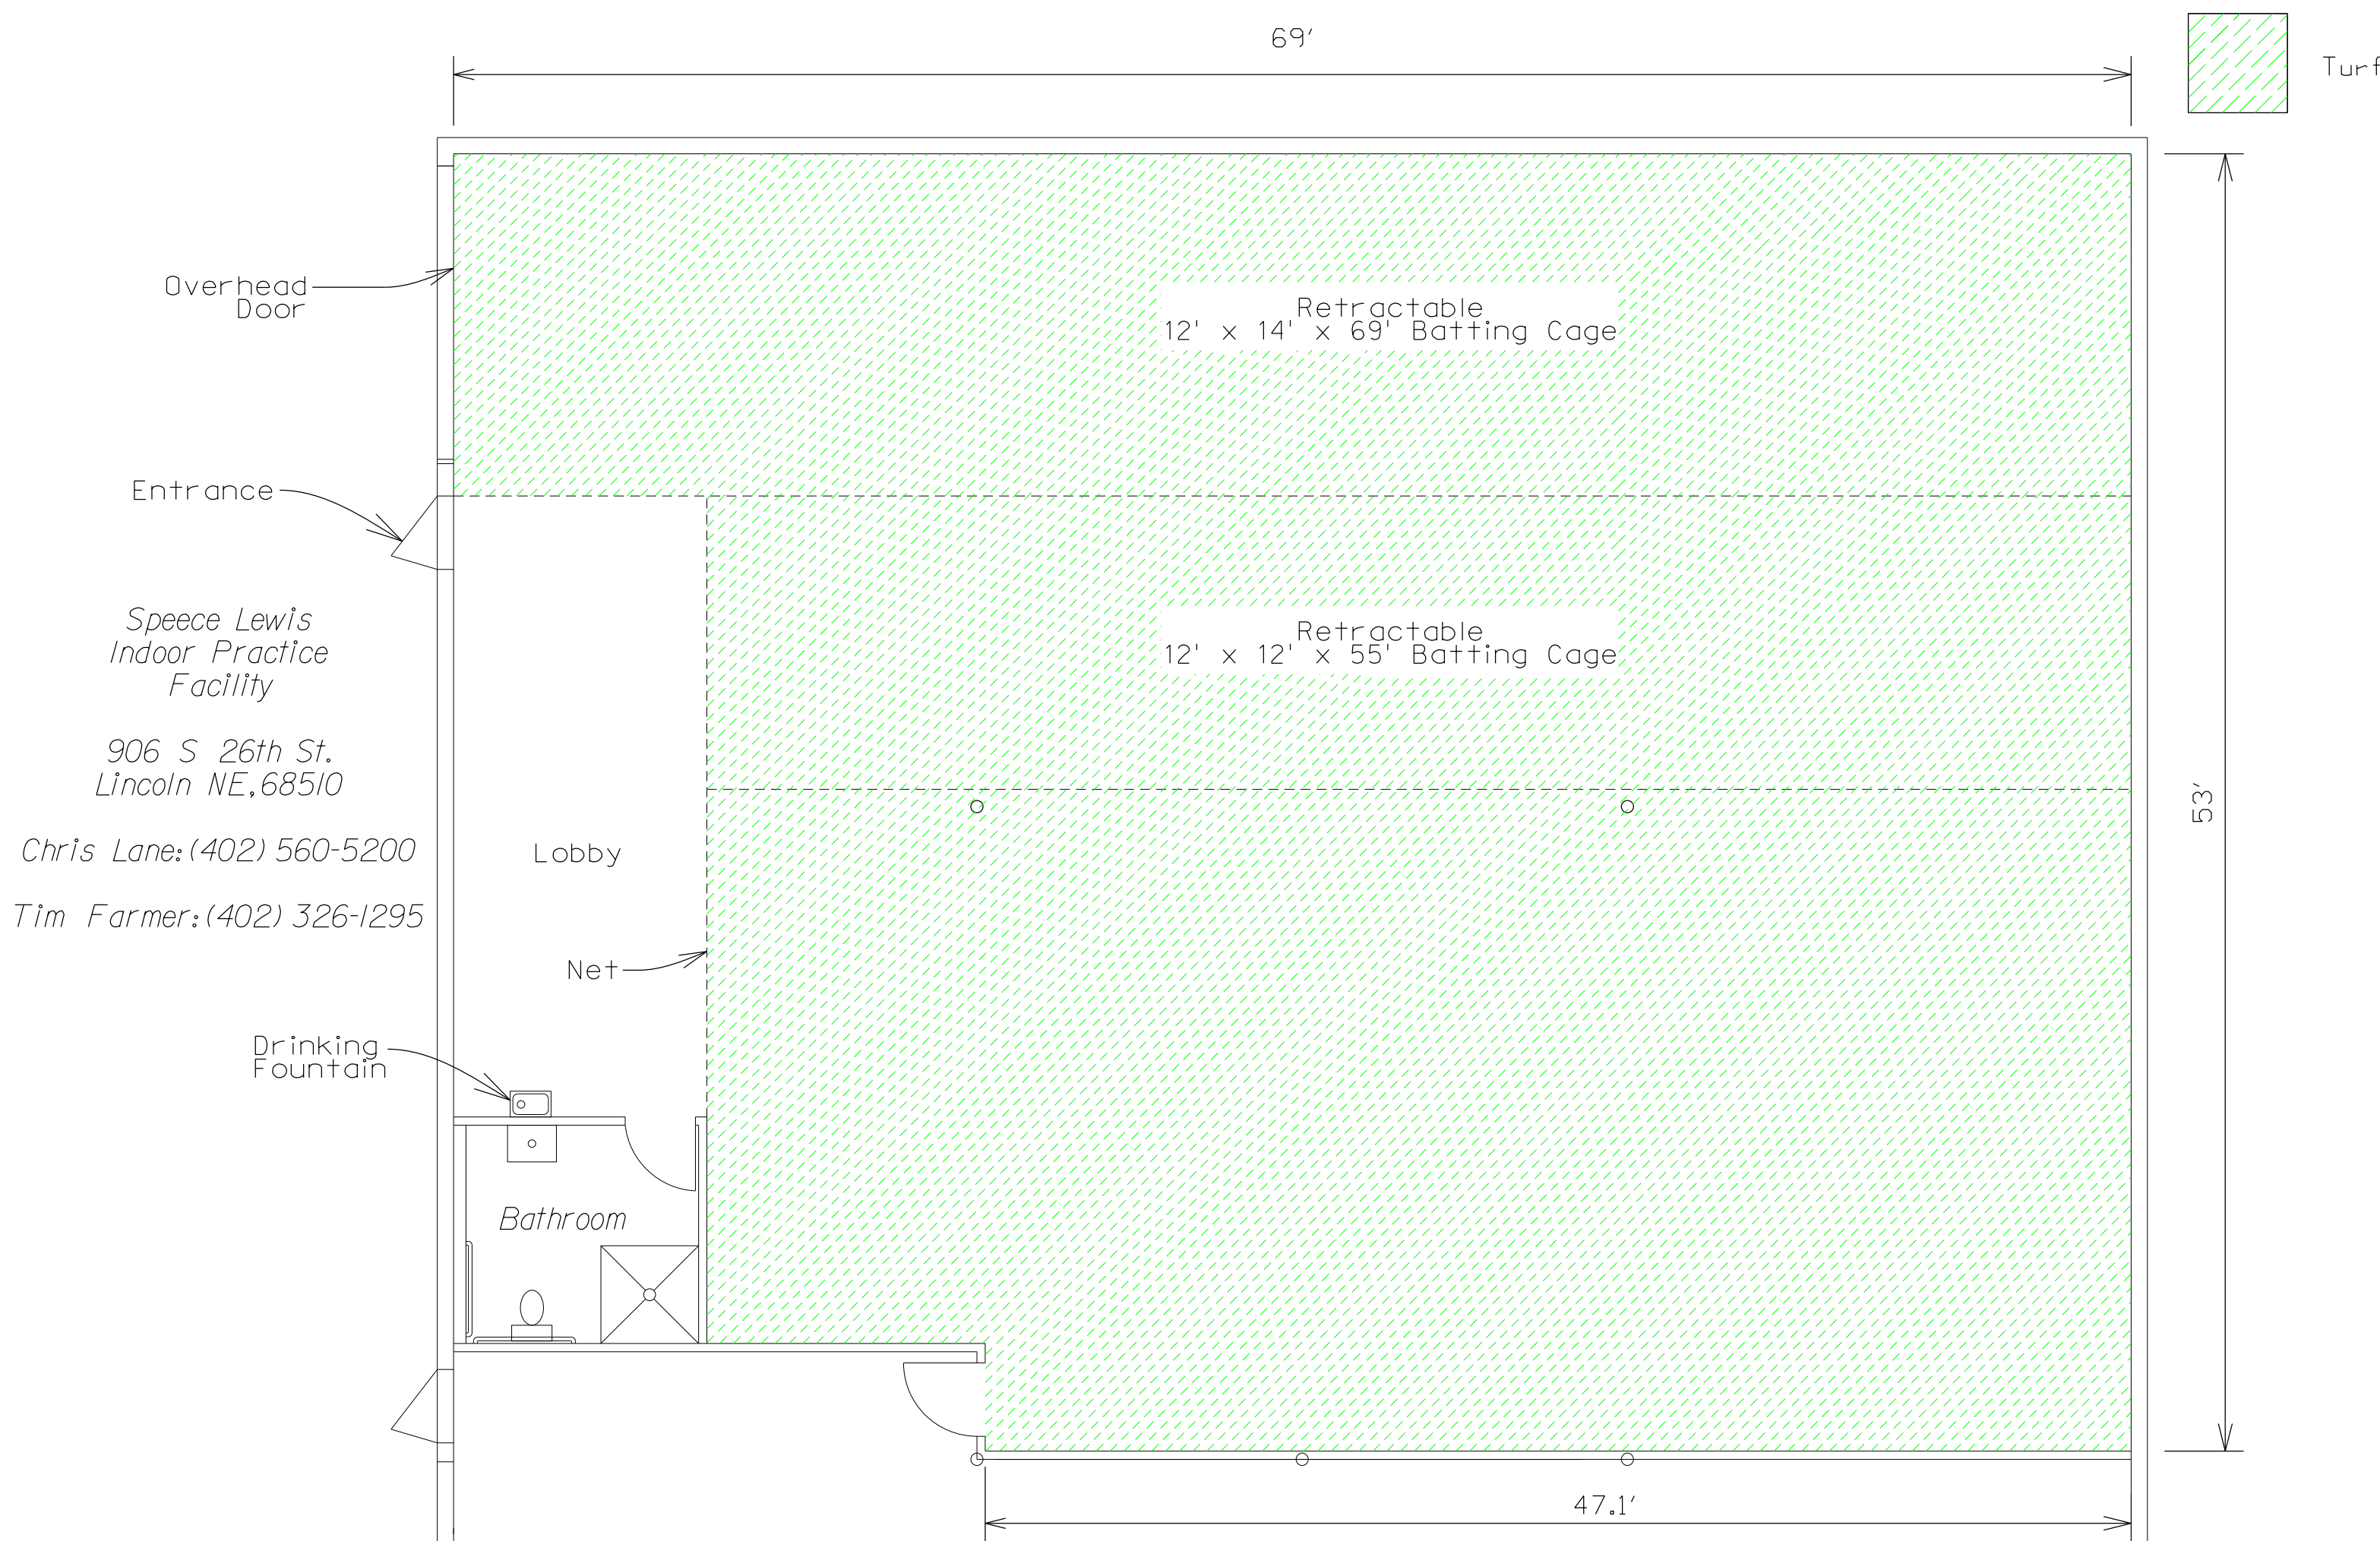 69'
Turf
Overhead
Door
Retractable
12' x 14' x 69' Batting Cage
Entrance
Speece Lewis
Indoor Practice
Facility
Retractable
12' x 12' x 55' Batting Cage
906 S 26th St.
Lincoln NE,68510
53'
Chris Lane:(402) 560-5200
Lobby
Tim Farmer:(402) 326-1295
Net
Drinking
Fountain
Bathroom
47.1'